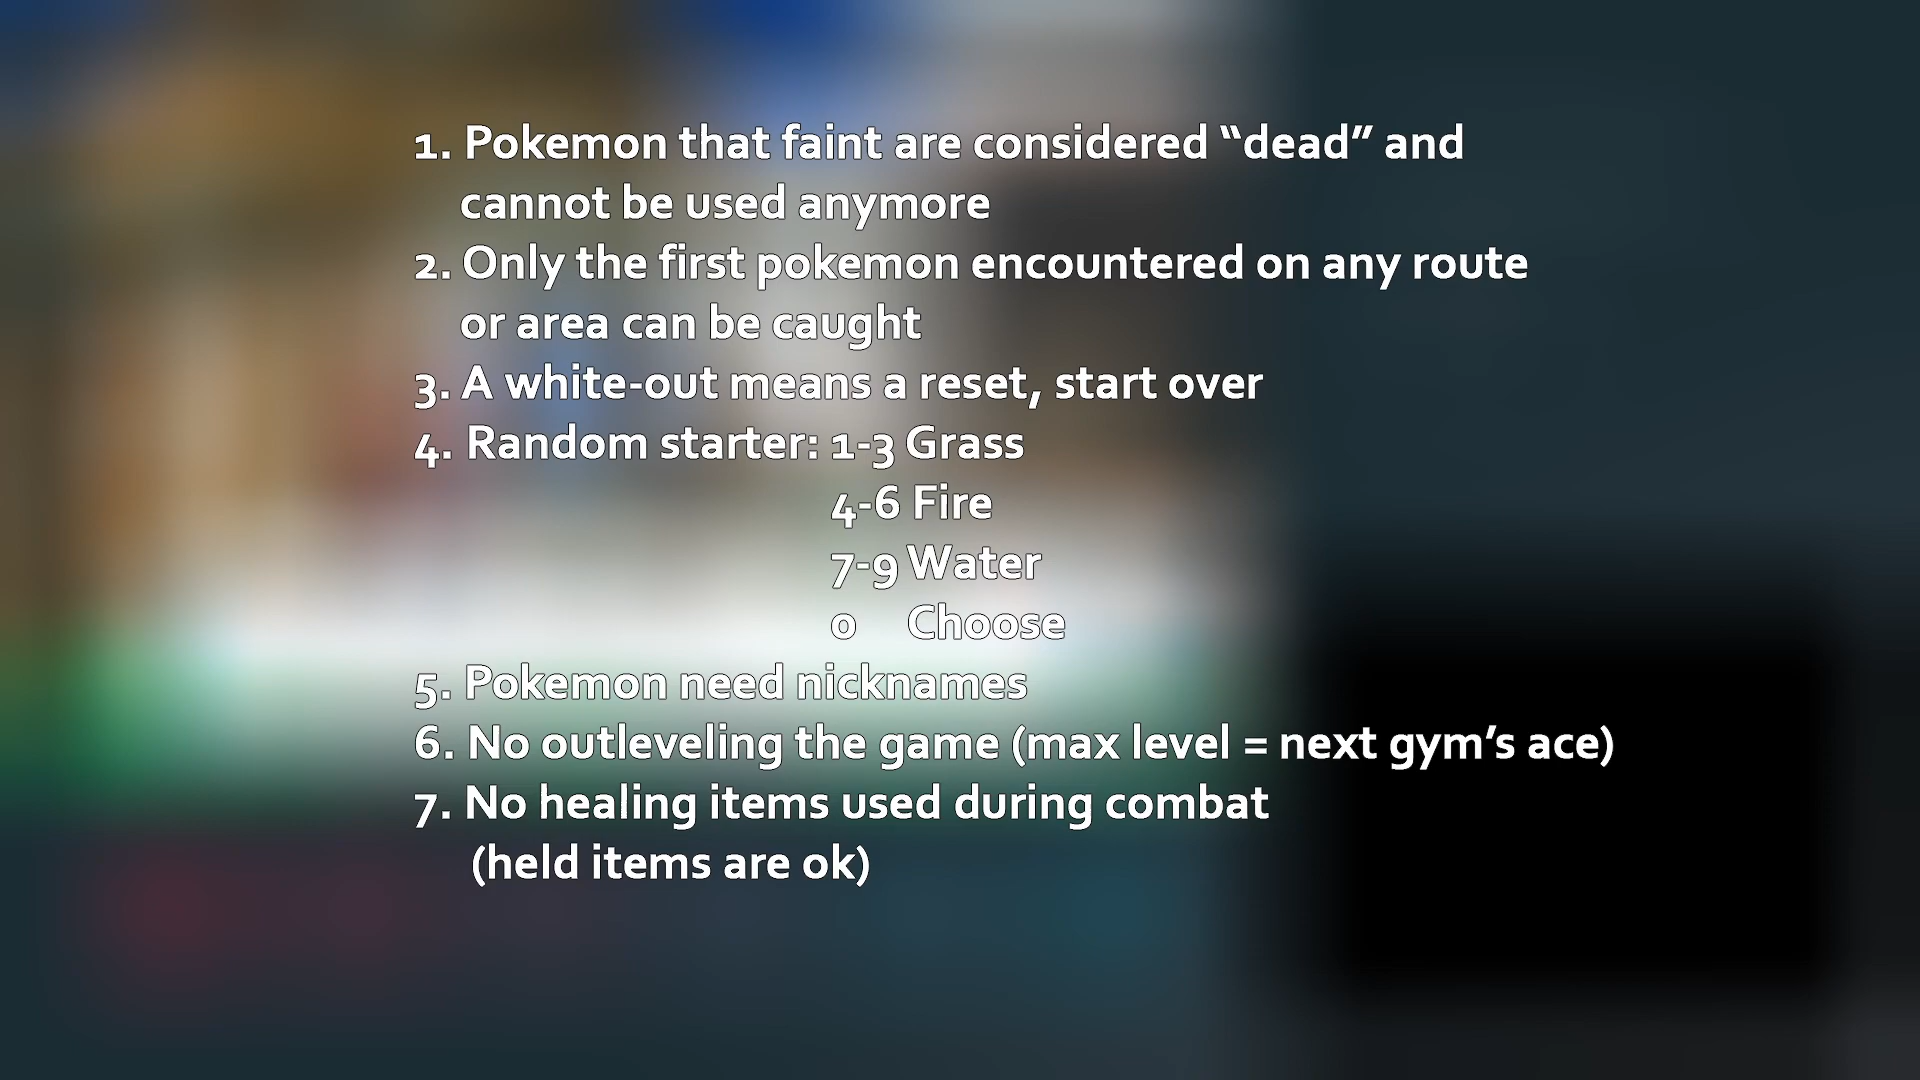 1. Pokemon that faint are considered “dead” and
cannot be used anymore
2. Only the first pokemon encountered on any route
or area can be caught
3. A white-out means a reset, start over
4. Random starter: 1-3 Grass
4-6 Fire
7-9 Water
0 Choose
5. Pokemon need nicknames
6. No outleveling the game (max level = next gym’s ace)
7. No healing items used during combat
(held items are ok)